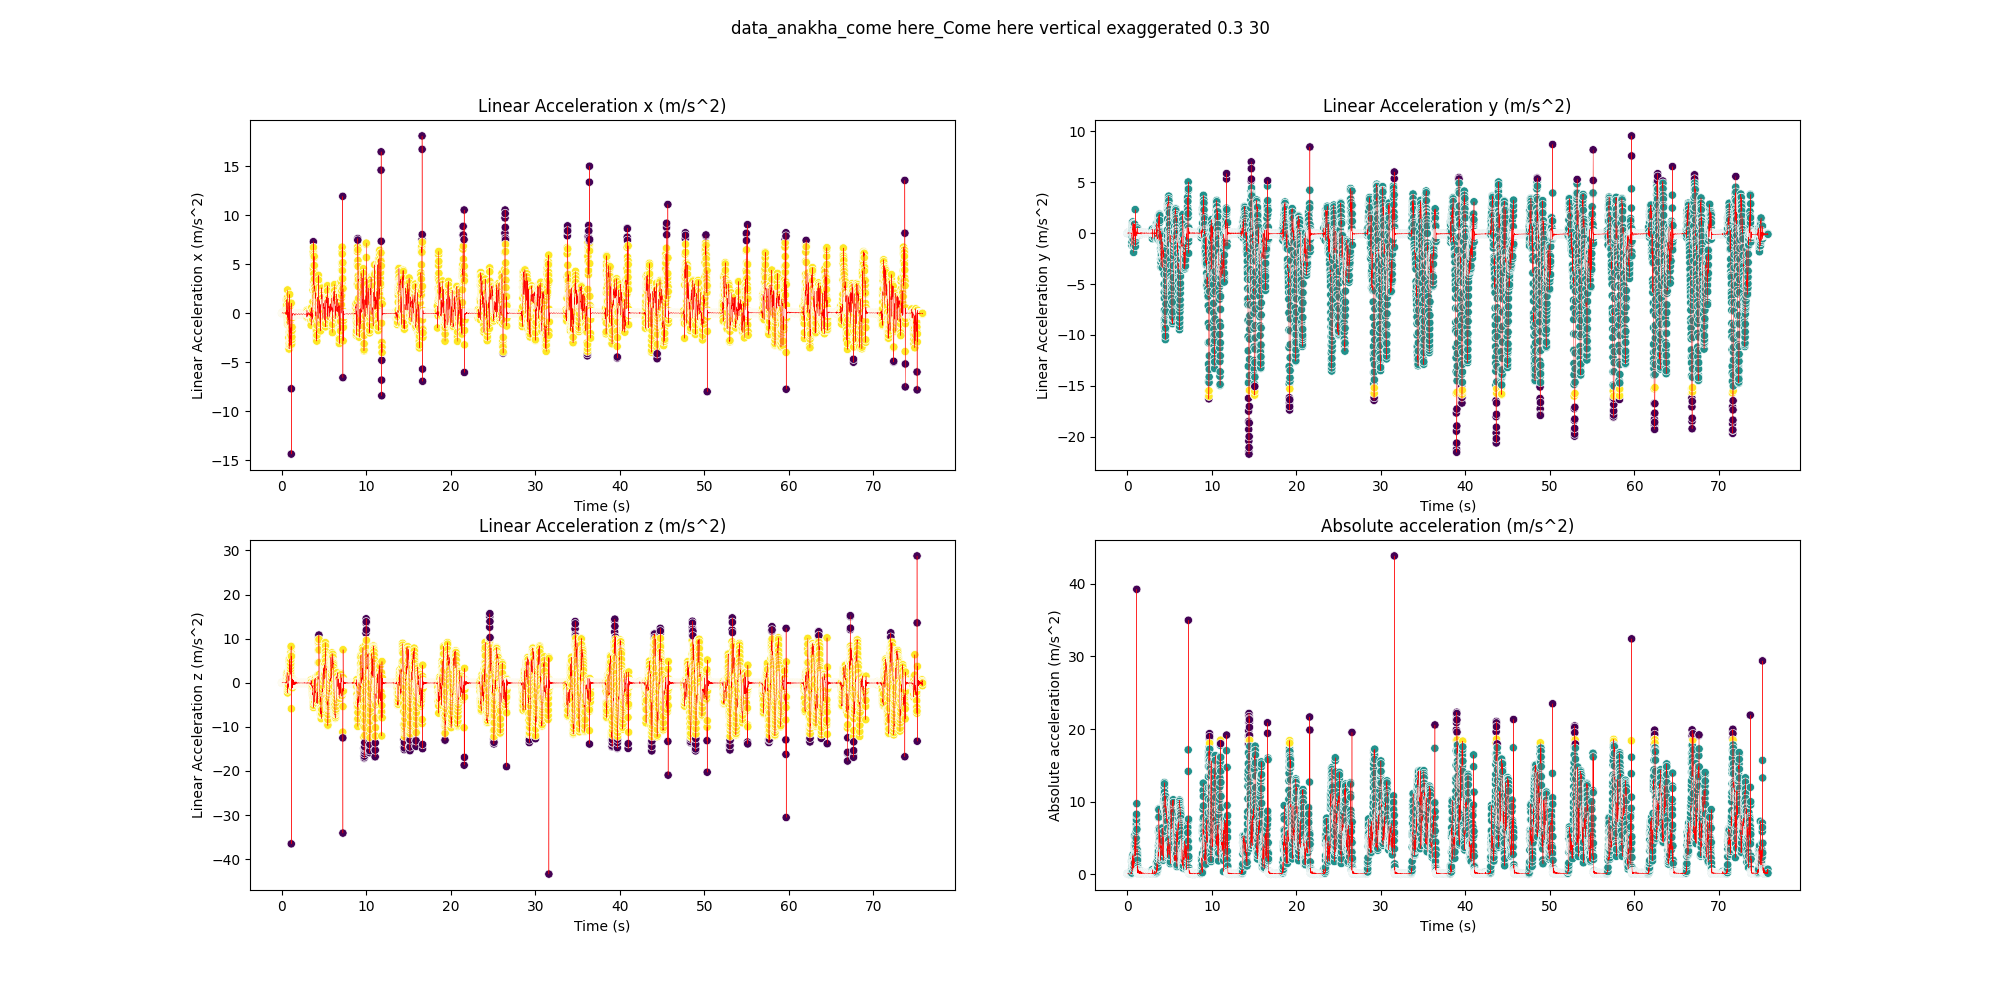 data_anakha_come here_Come here vertical exaggerated 0.3 30
Linear Acceleration x (m/s^2)
Linear Acceleration x (m/s^2)
15
10
5
0
−5
−10
−15
0 10 20 30 40 50 60 70
Time (s)
Linear Acceleration y (m/s^2)
Linear Acceleration y (m/s^2)
10
5
0
−5
−10
−15
−20
0 10 20 30 40 50 60 70
Time (s)
Linear Acceleration z (m/s^2)
Linear Acceleration z (m/s^2)
30
20
10
0
−10
−20
−30
−40
0 10 20 30 40 50 60 70
Time (s)
Absolute acceleration (m/s^2)
Absolute acceleration (m/s^2)
40
30
20
10
0
0 10 20 30 40 50 60 70
Time (s)